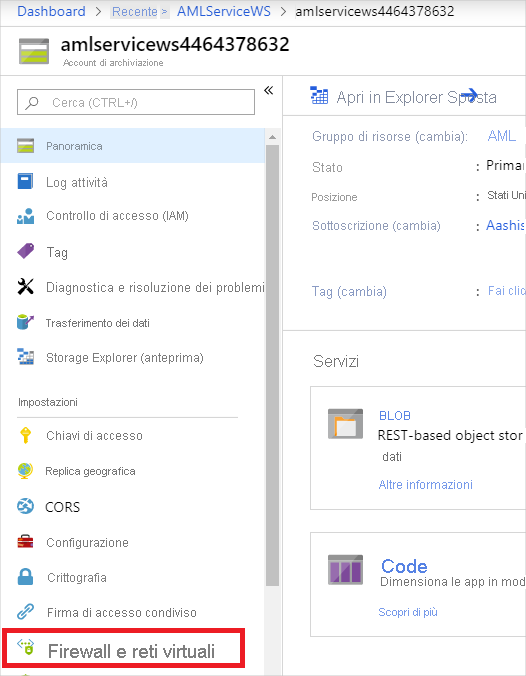 Dashboard > Recente > AMLServiceWS > amlservicews4464378632
amlservicews4464378632
Account di archiviazione
Cerca (CTRL+/)
Panoramica
Log attività
Controllo di accesso (IAM)
Tag
Diagnostica e risoluzione dei problemi
Trasferimento dei dati
Storage Explorer (anteprima)
Impostazioni
Chiavi di accesso
Replica geografica
CORS
Configurazione
Crittografia
Firma di accesso condiviso
Firewall e reti virtuali
Apri in Explorer Sposta
Gruppo di risorse (cambia): AML
Stato : Primar
Posizione : Stati Uni
Sottoscrizione (cambia) : Aashis
Tag (cambia) : Fai clic
Servizi
BLOB
REST-based object stor
dati
Altre informazioni
Code
Dimensiona le app in mod
Scopri di più